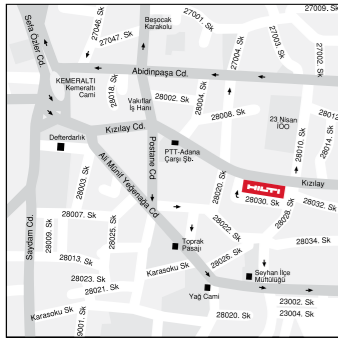 27009. Sk
Sefa Özler Cd.
27046. Sk
27047. Sk
Beşocak
Karakolu
27001. Sk
27004. Sk
27003. Sk
27002. Sk
Abidinpaşa Cd.
KEMERALTI
Kemeraltı
Cami
28018. Sk
Vakıflar
İş Hanı
28002. Sk
28004. Sk
28008. Sk
23 Nisan
İÖO
28010. Sk
28012
28014. Sk
Kızılay Cd.
Defterdarlık
Ali Münif Yeğenağa Cd
Postane Cd
PTT-Adana
Çarşı Şb.
Kızılay
HILTI
28003. Sk
28020. Sk
28030. Sk
28028. Sk
28032. Sk
28007. Sk
28009. Sk
28025. Sk
28022. Sk
28034. Sk
Saydam Cd.
28013. Sk
Toprak
Pasajı
28026. Sk
Karasoku Sk
Seyhan İlçe
Müftülüğü
28023. Sk
28021. Sk
Yağ Cami
Karasoku Sk
9001. Sk
28020. Sk
23002. Sk
23004. Sk